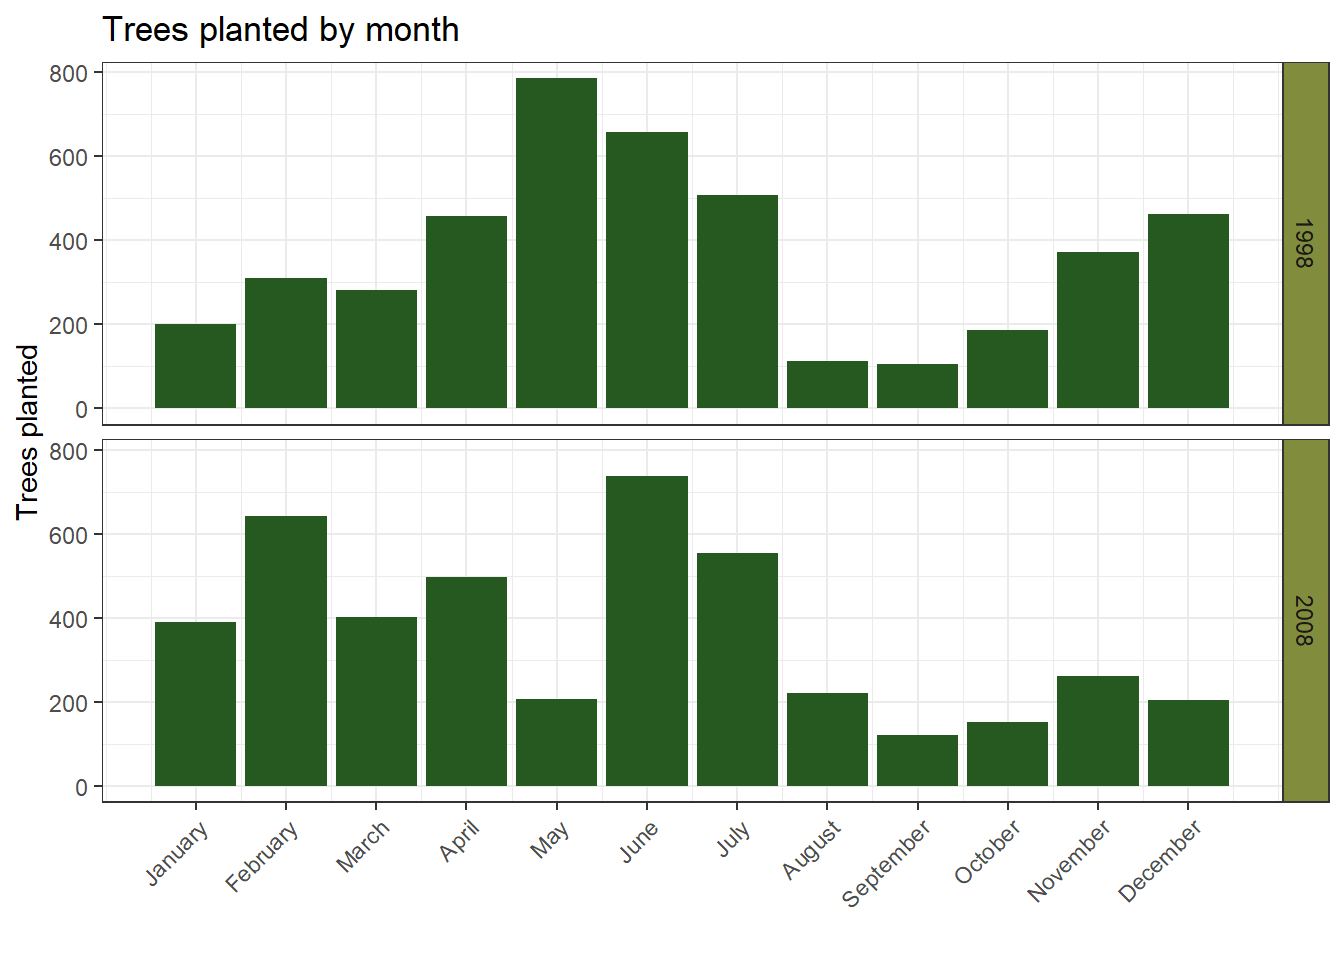 Trees planted by month
Trees planted
800
600
400
200
0
1998
800
600
400
200
0
2008
January
February
March
April
May
June
July
August
September
October
November
December